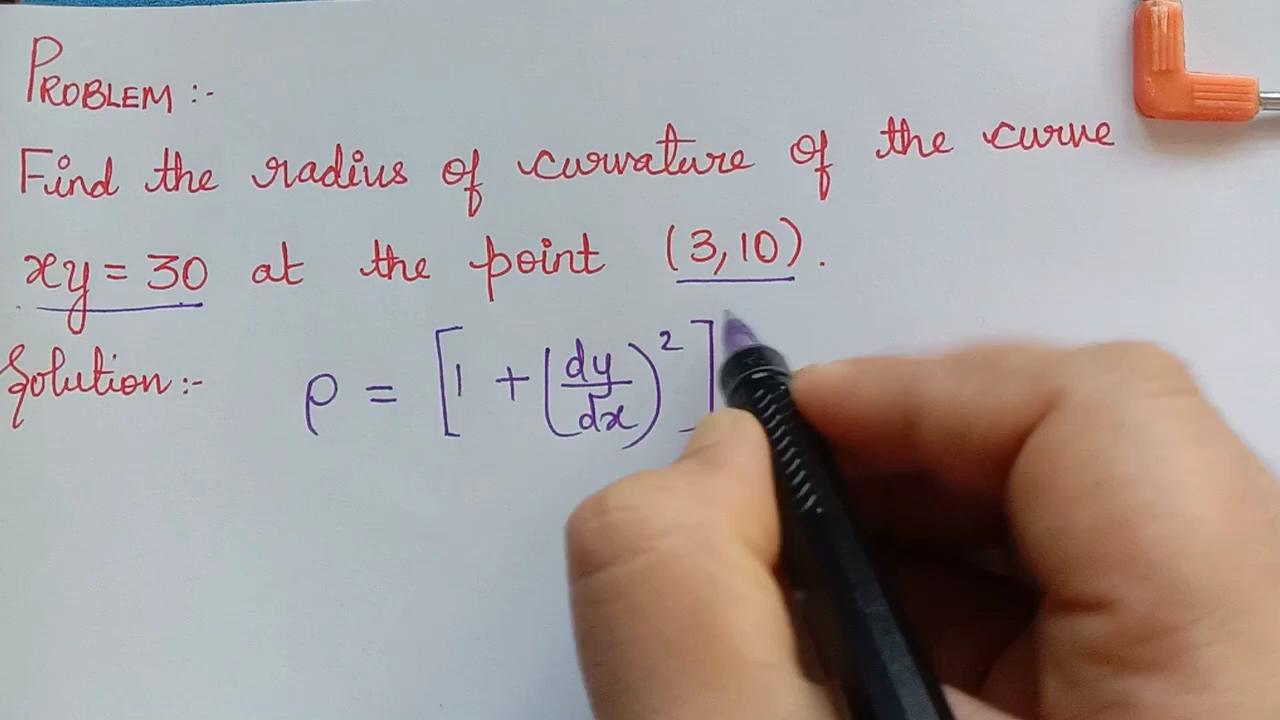 PROBLEM :-
Find the radius of curvature of the curve
xy = 30 at the point (3,10).
Solution:- ρ = [1 + (dy/dx)²]